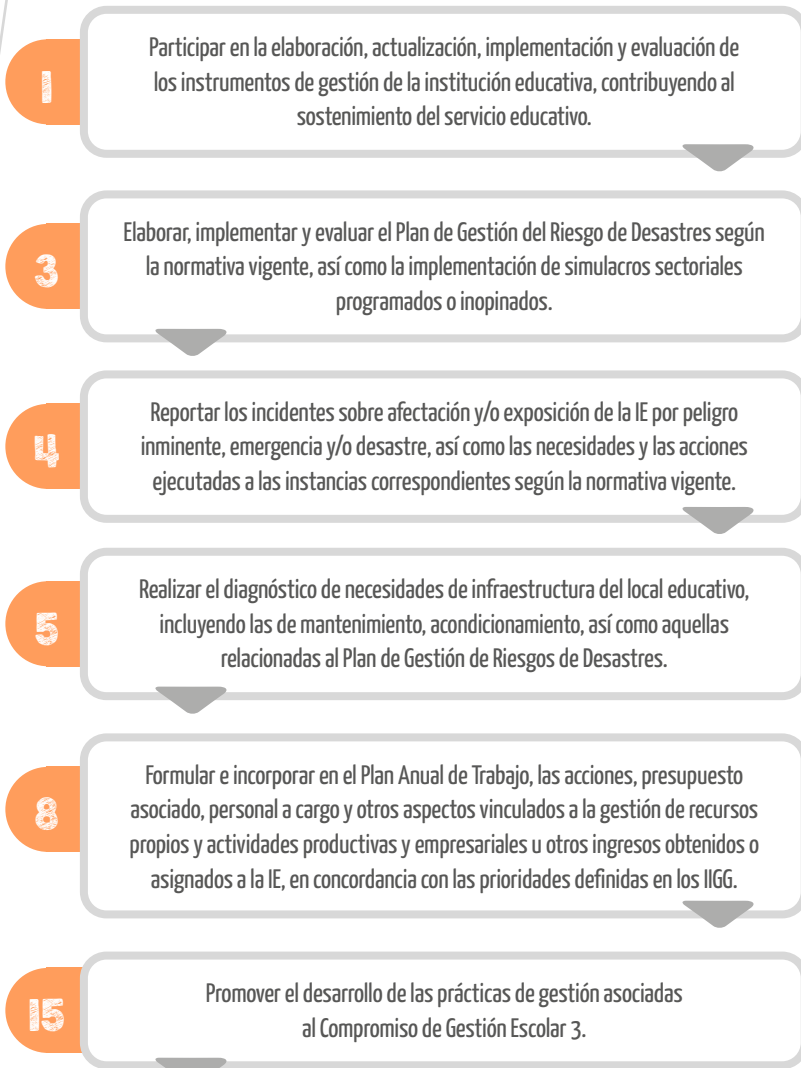 1
Participar en la elaboración, actualización, implementación y evaluación de
los instrumentos de gestión de la institución educativa, contribuyendo al
sostenimiento del servicio educativo.
3
Elaborar, implementar y evaluar el Plan de Gestión del Riesgo de Desastres según
la normativa vigente, así como la implementación de simulacros sectoriales
programados o inopinados.
4
Reportar los incidentes sobre afectación y/o exposición de la IE por peligro
inminente, emergencia y/o desastre, así como las necesidades y las acciones
ejecutadas a las instancias correspondientes según la normativa vigente.
5
Realizar el diagnóstico de necesidades de infraestructura del local educativo,
incluyendo las de mantenimiento, acondicionamiento, así como aquellas
relacionadas al Plan de Gestión de Riesgos de Desastres.
8
Formular e incorporar en el Plan Anual de Trabajo, las acciones, presupuesto
asociado, personal a cargo y otros aspectos vinculados a la gestión de recursos
propios y actividades productivas y empresariales u otros ingresos obtenidos o
asignados a la IE, en concordancia con las prioridades definidas en los IIGG.
15
Promover el desarrollo de las prácticas de gestión asociadas
al Compromiso de Gestión Escolar 3.